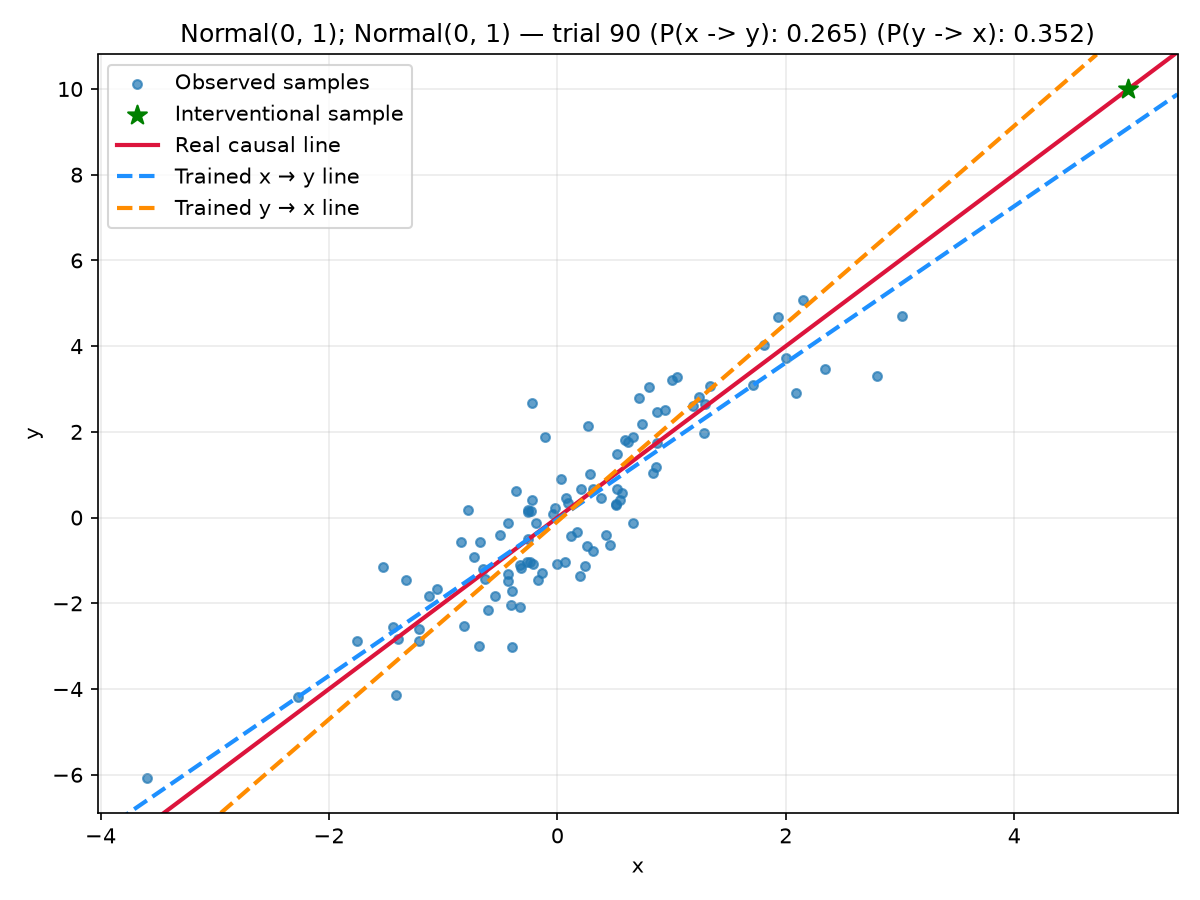 Normal(0, 1); Normal(0, 1) — trial 90 (P(x -> y): 0.265) (P(y -> x): 0.352)
Observed samples
Interventional sample
Real causal line
Trained x → y line
Trained y → x line
10
8
6
4
2
0
−2
−4
−6
y
−4 −2 0 2 4
x